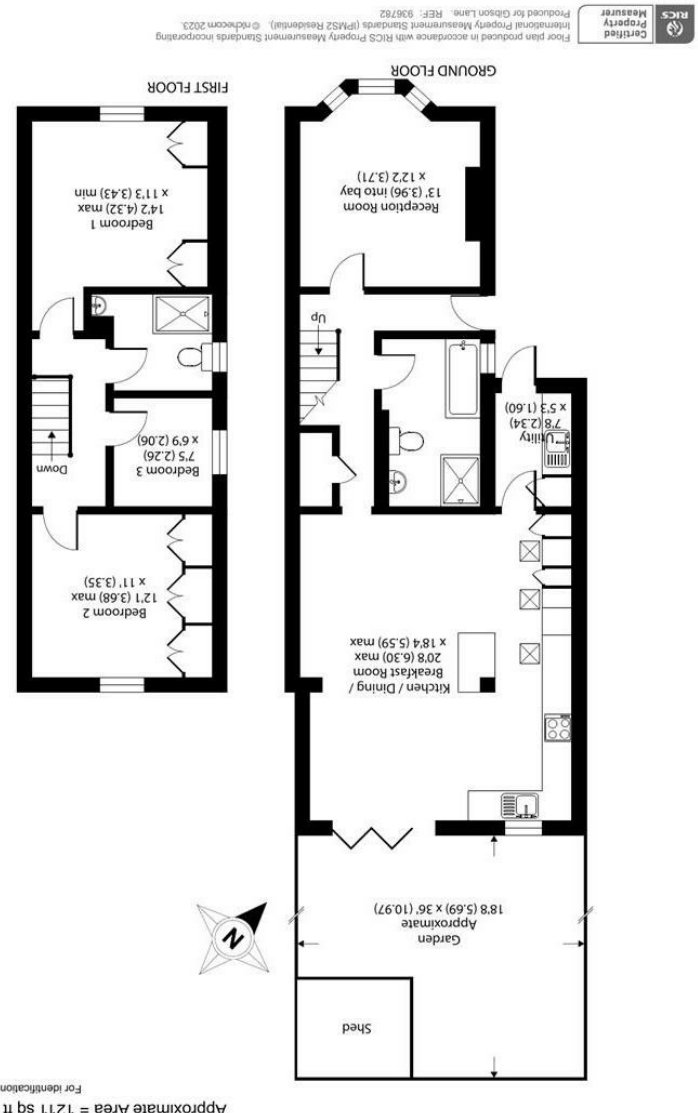 Approximate Area = 1211 sq ft
For identification
Shed
Garden
Approximate
18'8 (5.69) x 36' (10.97)
N
Kitchen / Dining /
Breakfast Room
20'8 (6.30) max
x 18'4 (5.59) max
Utility
7'8 (2.34)
x 5'3 (1.60)
Up
Reception Room
13' (3.96) into bay
x 12'2 (3.71)
GROUND FLOOR
Bedroom 2
12'1 (3.68) max
x 11' (3.35)
Down
Bedroom 3
7'5 (2.26)
x 6'9 (2.06)
Bedroom 1
14'2 (4.32) max
x 11'3 (3.43) min
FIRST FLOOR
RICS
Certified
Property
Measurer
Floor plan produced in accordance with RICS Property Measurement Standards incorporating
International Property Measurement Standards (IPMS2 Residential). © nichecom 2023.
Produced for Gibson Lane. REF: 936782